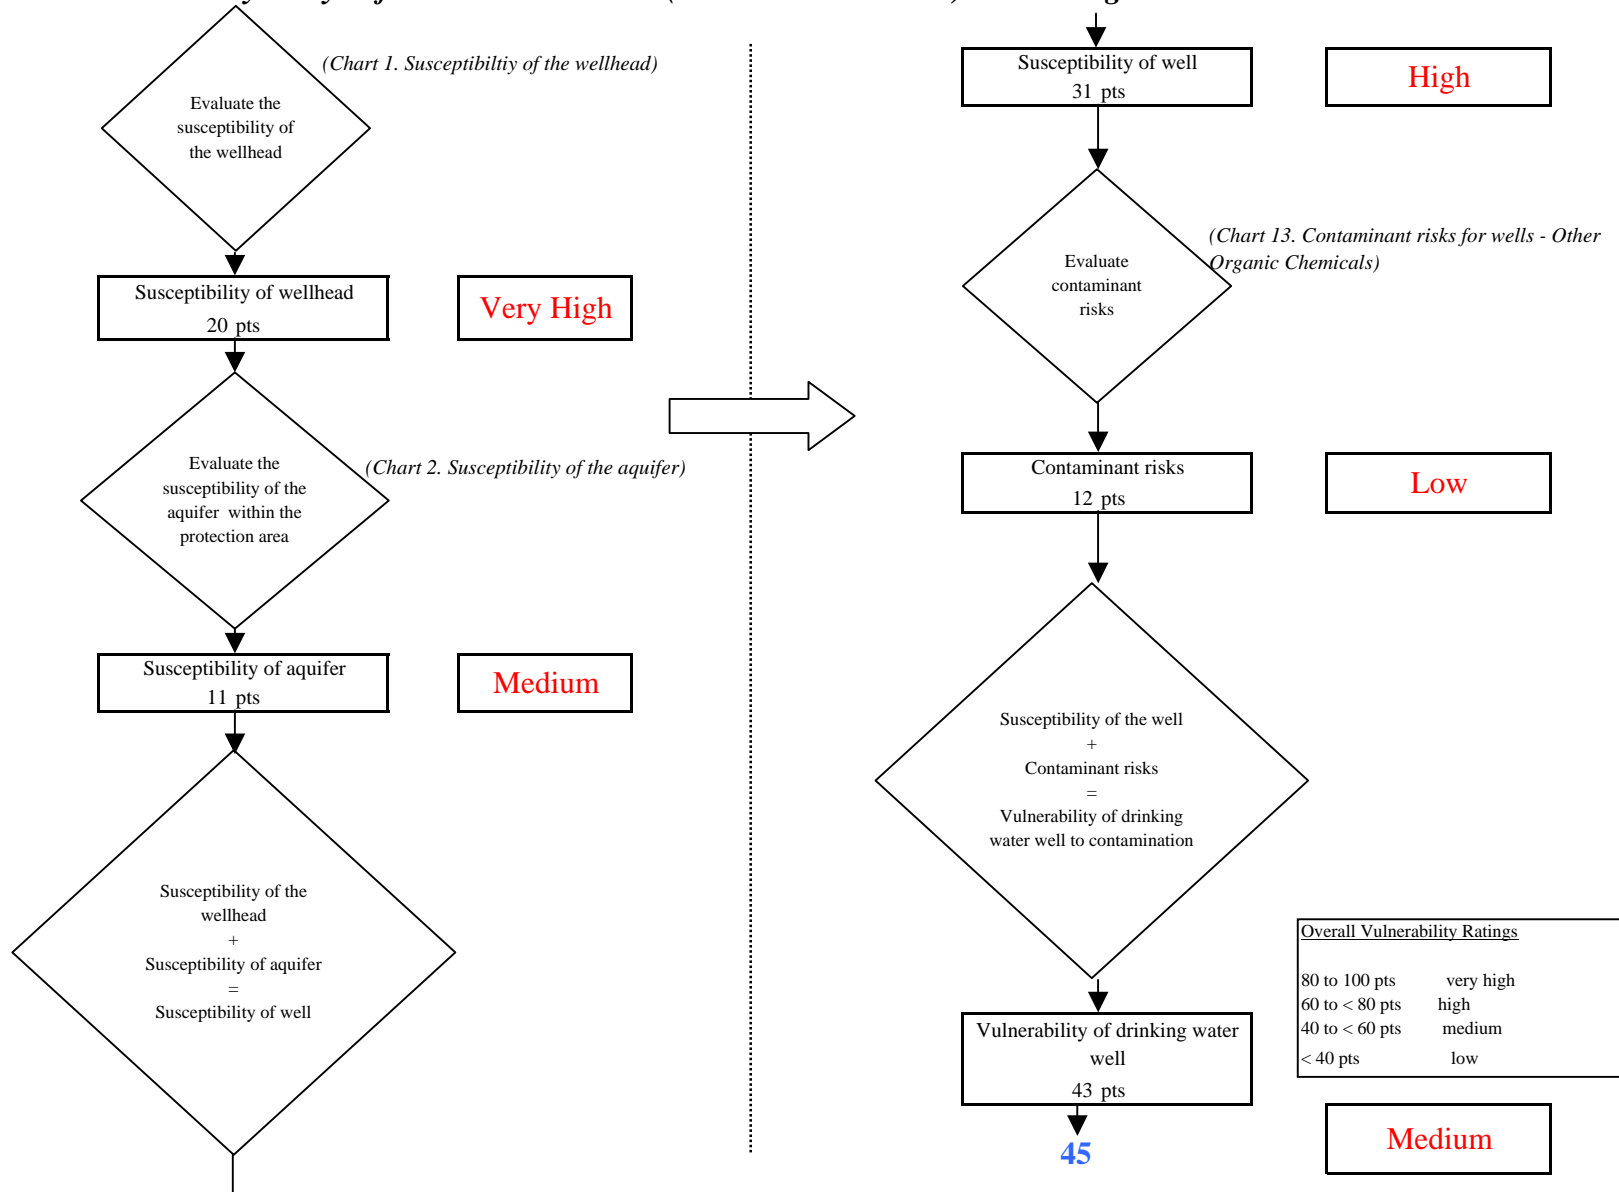 (Chart 1. Susceptibiltiy of the wellhead)
Evaluate the
susceptibility of
the wellhead
Susceptibility of wellhead
20 pts
Very High
Evaluate the
susceptibility of the
aquifer within the
protection area
(Chart 2. Susceptibility of the aquifer)
Susceptibility of aquifer
11 pts
Medium
Susceptibility of the
wellhead
+
Susceptibility of aquifer
=
Susceptibility of well
Susceptibility of well
31 pts
High
(Chart 13. Contaminant risks for wells - Other
Organic Chemicals)
Evaluate
contaminant
risks
Contaminant risks
12 pts
Low
Susceptibility of the well
+
Contaminant risks
=
Vulnerability of drinking
water well to contamination
Overall Vulnerability Ratings
80 to 100 pts very high
60 to < 80 pts high
40 to < 60 pts medium
< 40 pts low
Vulnerability of drinking water
well
43 pts
45
Medium